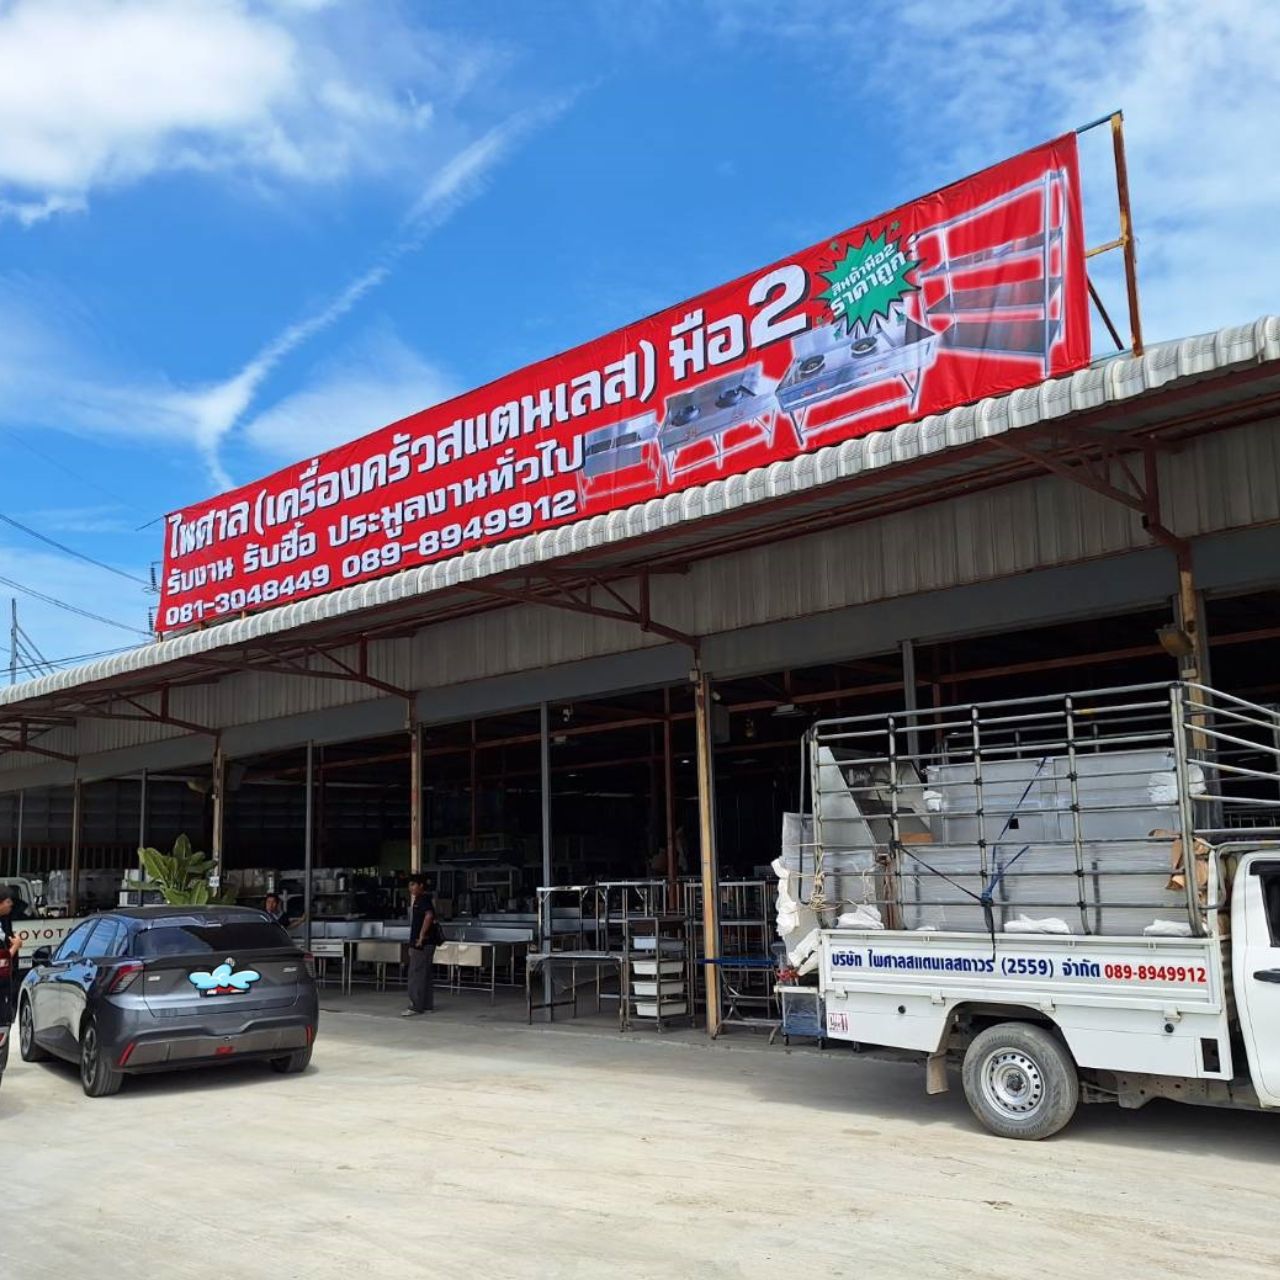 ไพศาล (เครื่องครัวสแตนเลส) มือ 2
สินค้ามือ2
ราคาถูก
รับงาน รับซื้อ ประมูลงานทั่วไป
081-3048449 089-8949912
TOYOTA
บริษัท ไพศาลสแตนเลสถาวร (2559) จำกัด 089-8949912